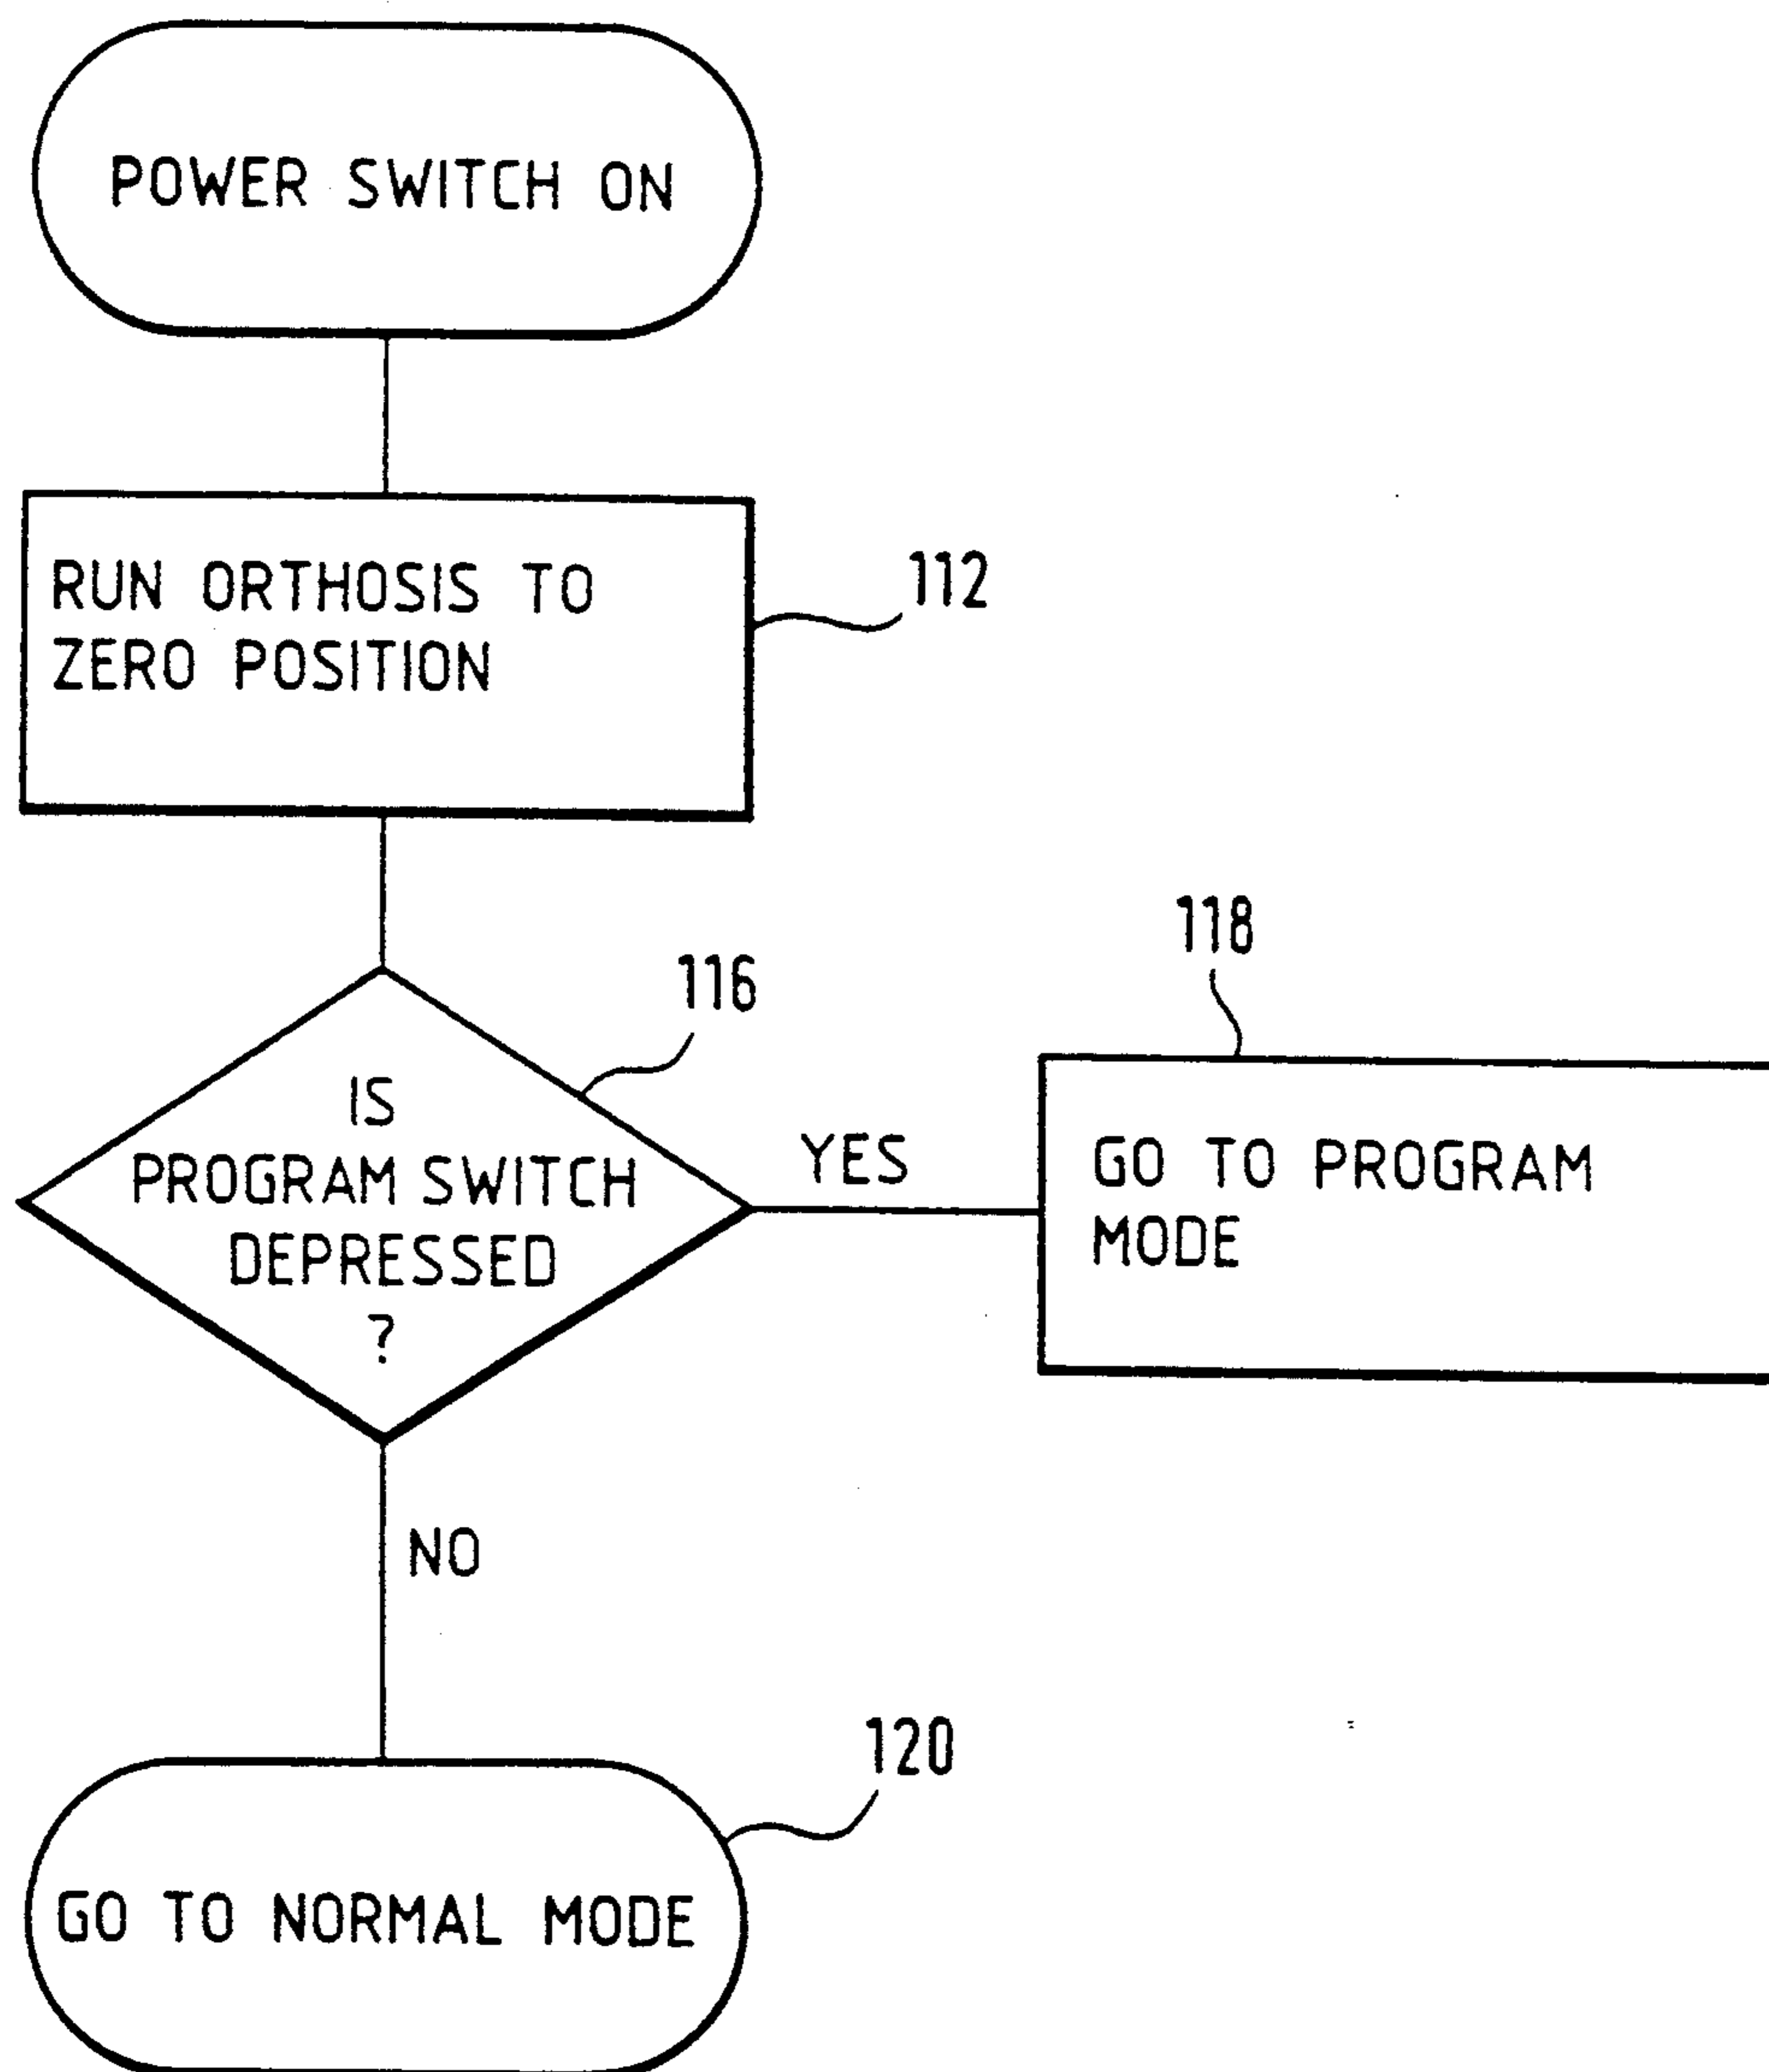 POWER SWITCH ON
RUN ORTHOSIS TO
ZERO POSITION
112
116
118
IS
PROGRAM SWITCH
DEPRESSED
?
YES
GO TO PROGRAM
MODE
NO
120
GO TO NORMAL MODE